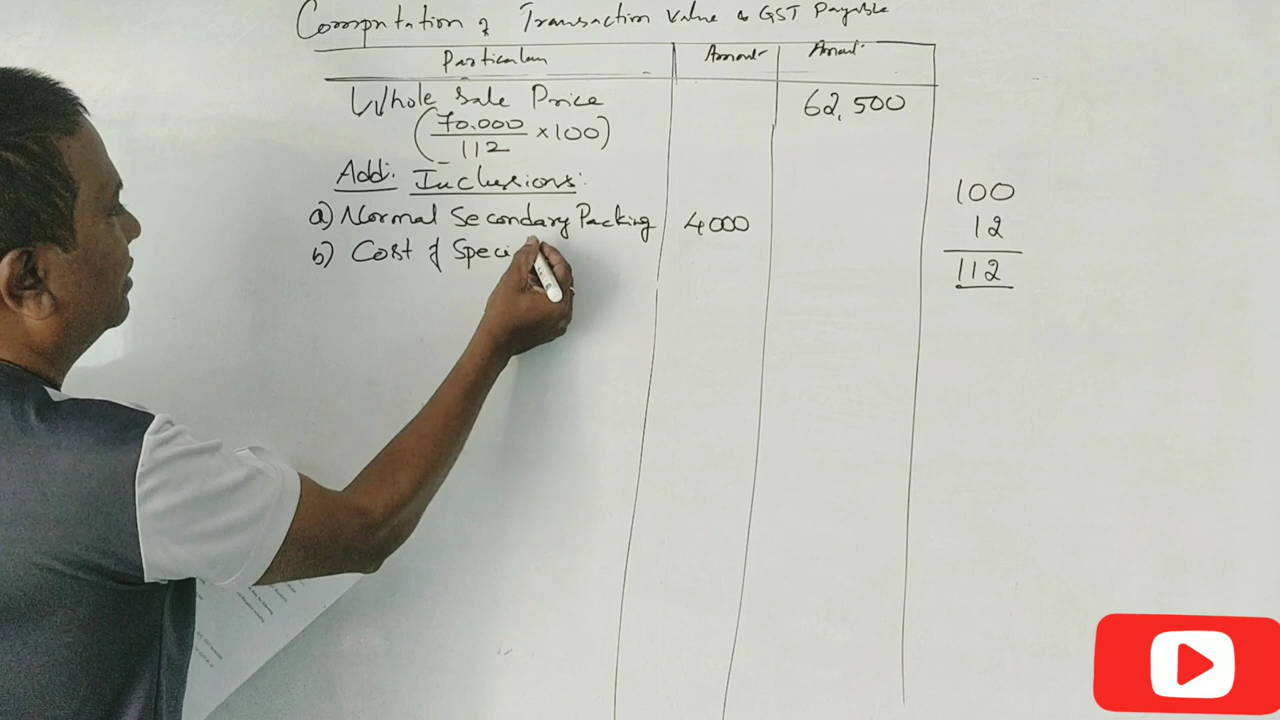 Computation of Transaction Value & GST Payable
Particulars Amount Amount
Whole Sale Price 62,500
(70.000/112 ×100)
Add: Inclusions:
a) Normal Secondary Packing 4000
b) Cost of Speci
100
12
112